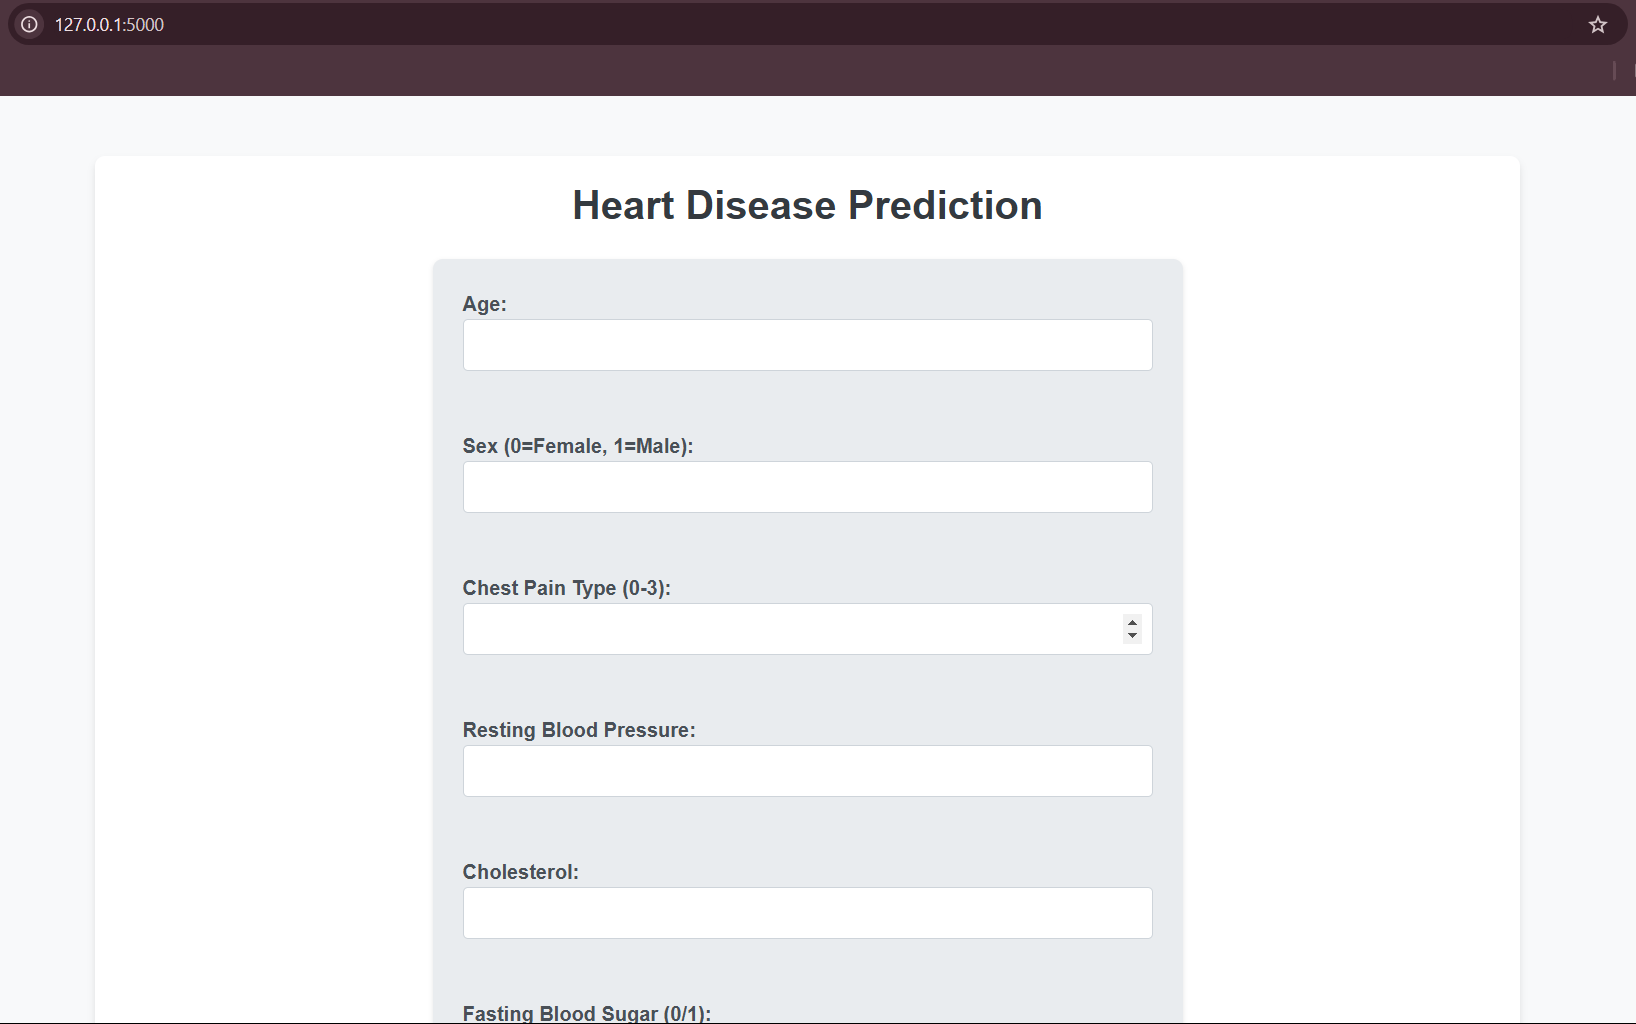 127.0.0.1:5000
Heart Disease Prediction
Age:
Sex (0=Female, 1=Male):
Chest Pain Type (0-3):
Resting Blood Pressure:
Cholesterol:
Fasting Blood Sugar (0/1):